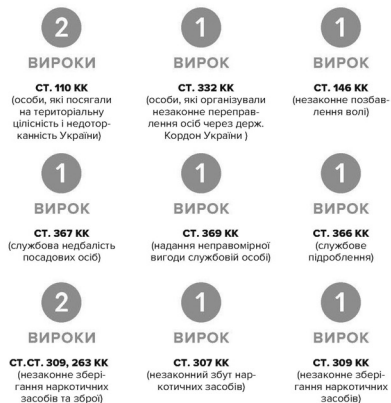 2
ВИРОКИ
СТ. 110 КК
(особи, які посягали
на територіальну
цілісність і недотор-
канність України)
1
ВИРОК
СТ. 332 КК
(особи, які організували
незаконне переправ-
лення осіб через держ.
Кордон України )
1
ВИРОК
СТ. 146 КК
(незаконне позбав-
лення волі)
1
ВИРОК
СТ. 367 КК
(службова недбалість
посадових осіб)
1
ВИРОК
СТ. 369 КК
(надання неправомірної
вигоди службовій особі)
1
ВИРОК
СТ. 366 КК
(службове
підроблення)
2
ВИРОКИ
СТ.СТ. 309, 263 КК
(незаконне збері-
гання наркотичних
засобів та зброї)
1
ВИРОК
СТ. 307 КК
(незаконний збут нар-
котичних засобів)
1
ВИРОК
СТ. 309 КК
(незаконне збері-
гання наркотичних
засобів)